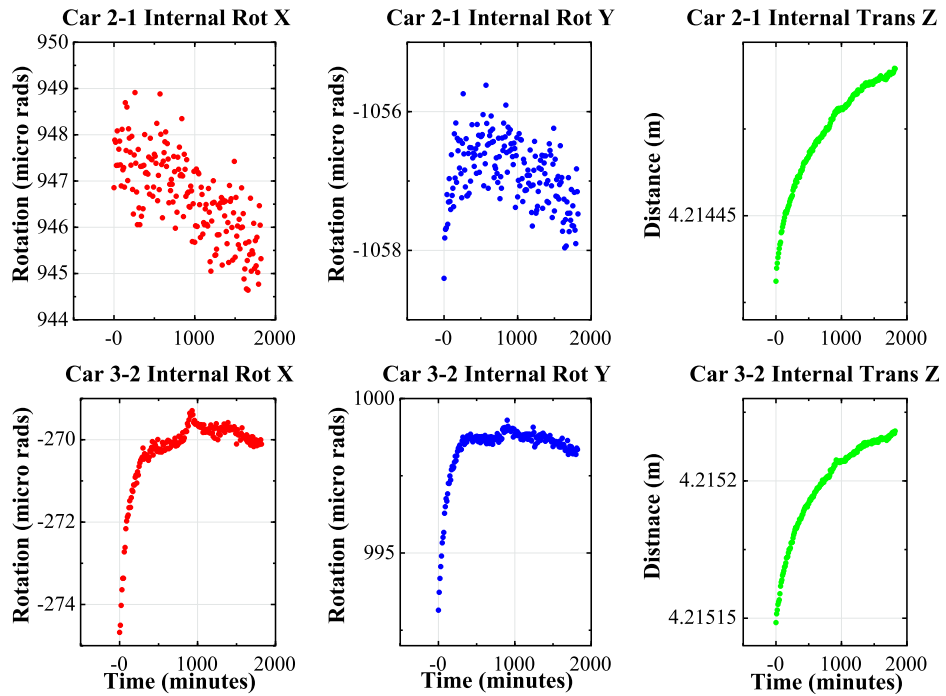 Car 2-1 Internal Rot X
Rotation (micro rads)
950
949
948
947
946
945
944
-0
1000
2000
Car 2-1 Internal Rot Y
Rotation (micro rads)
-1056
-1058
-0
1000
2000
Car 2-1 Internal Trans Z
Distance (m)
4.21445
-0
1000
2000
Car 3-2 Internal Rot X
Rotation (micro rads)
-270
-272
-274
-0
1000
2000
Time (minutes)
Car 3-2 Internal Rot Y
Rotation (micro rads)
1000
995
-0
1000
2000
Time (minutes)
Car 3-2 Internal Trans Z
Distnace (m)
4.2152
4.21515
-0
1000
2000
Time (minutes)